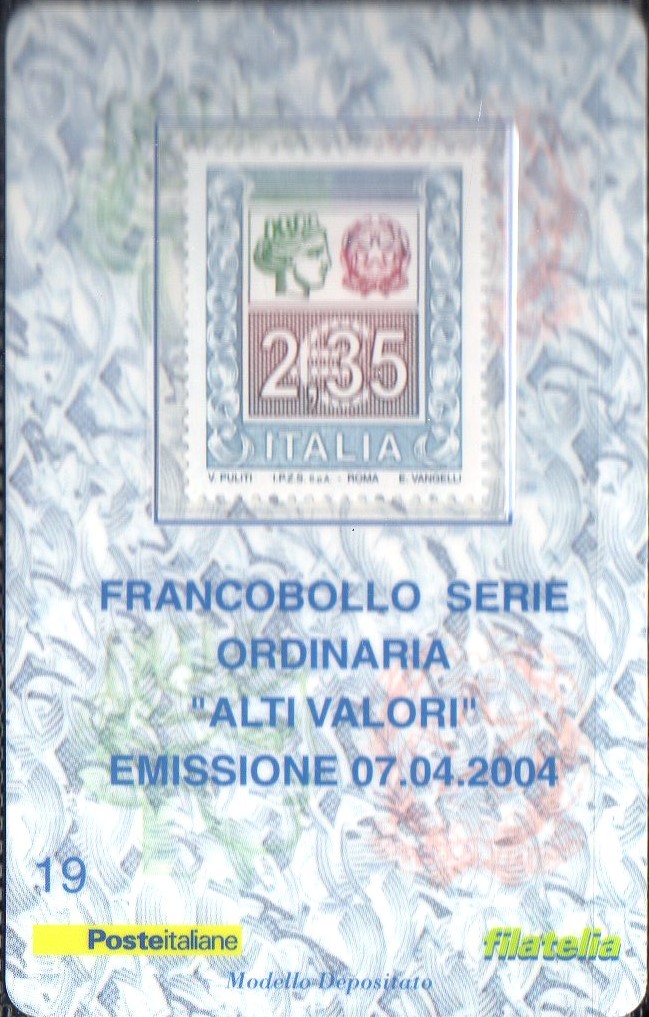 2,35
ITALIA
V. PULITI I.P.Z.S. S.p.A. - ROMA E. VANGELLI
FRANCOBOLLO SERIE
ORDINARIA
"ALTI VALORI"
EMISSIONE 07.04.2004
19
Posteitaliane
filatelia
Modello Depositato